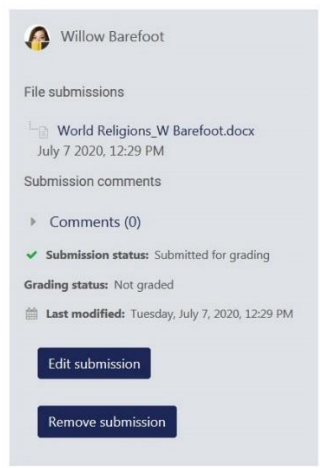 Willow Barefoot
File submissions
World Religions_W Barefoot.docx
July 7 2020, 12:29 PM
Submission comments
Comments (0)
Submission status: Submitted for grading
Grading status: Not graded
Last modified: Tuesday, July 7, 2020, 12:29 PM
Edit submission
Remove submission